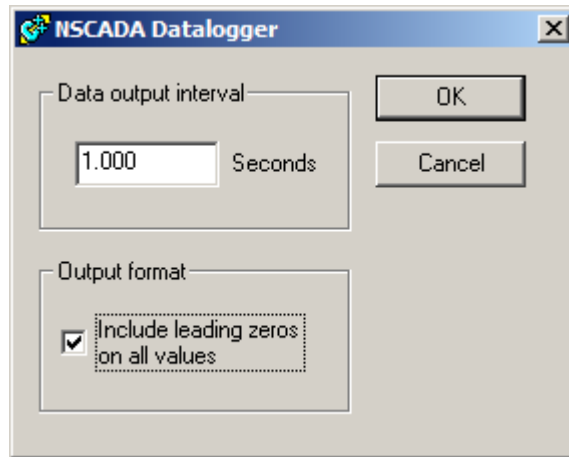 NSCADA Datalogger
Data output interval
1.000 Seconds
OK
Cancel
Output format
Include leading zeros
on all values